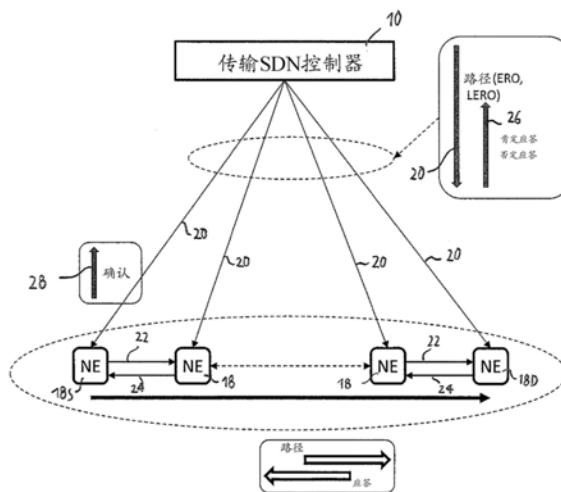 10
传输SDN控制器
路径(ERO,
LERO)
26
肯定应答
否定应答
20
20
20
20
20
28
确认
NE
22
24
NE
NE
22
24
NE
18S
18
18
18D
路径
应答